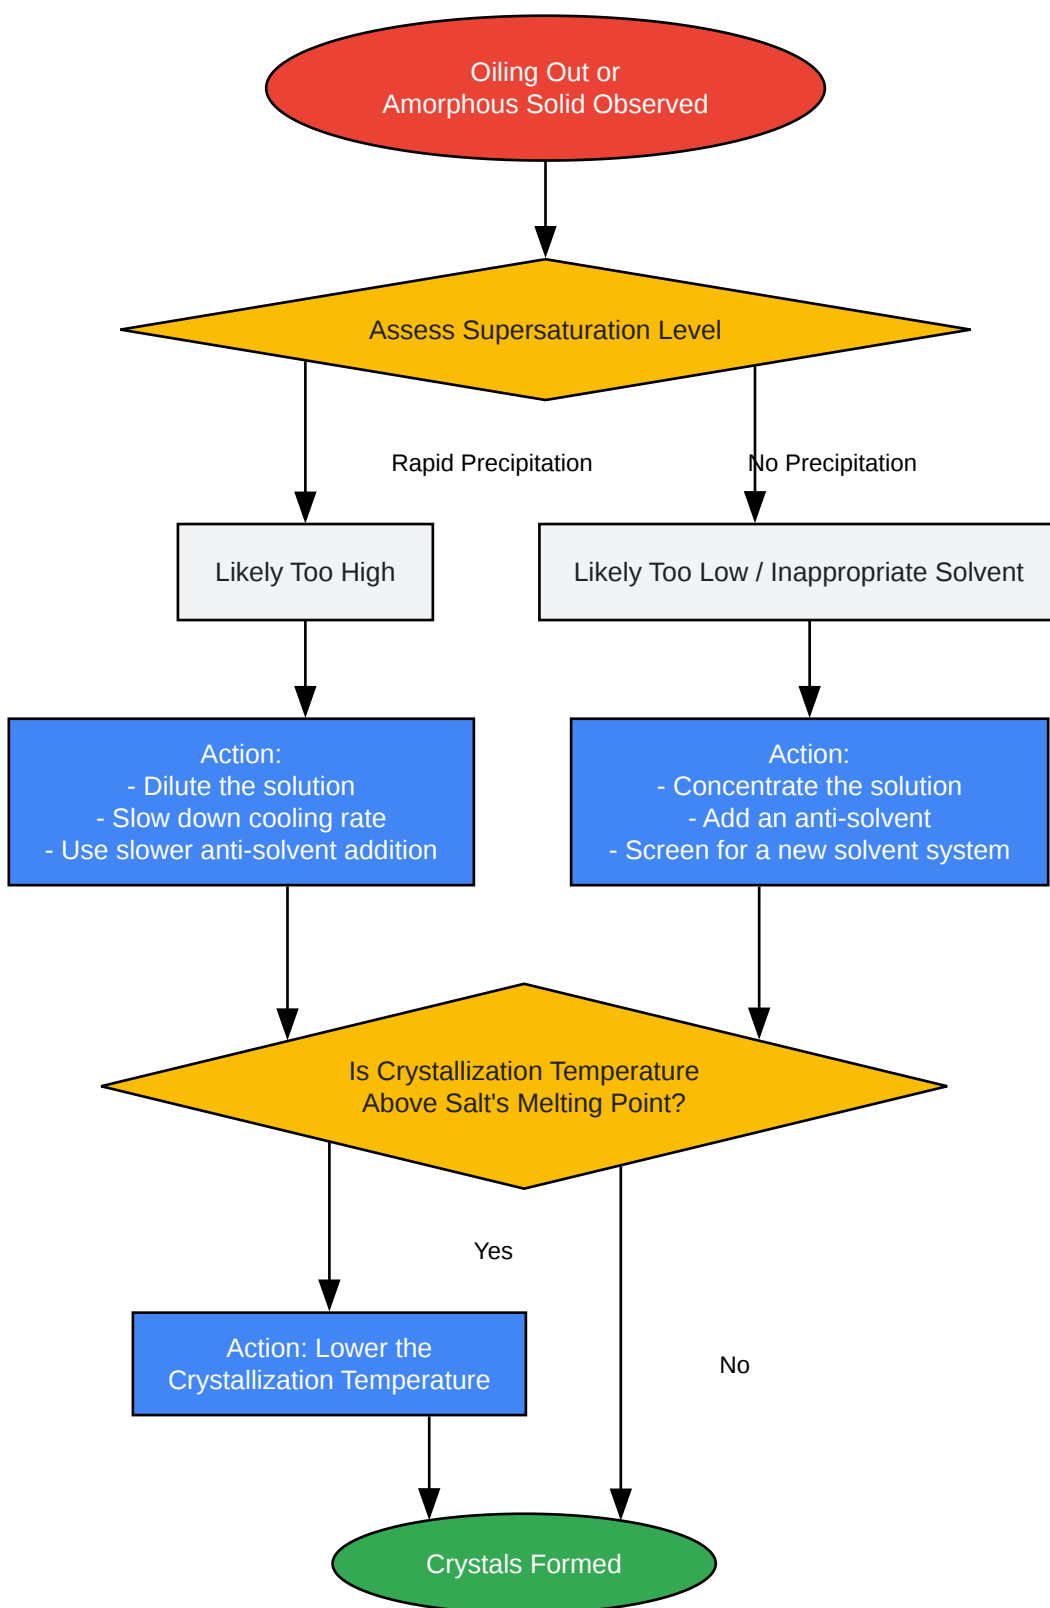 Oiling Out or
Amorphous Solid Observed
Assess Supersaturation Level
Rapid Precipitation
No Precipitation
Likely Too High
Likely Too Low / Inappropriate Solvent
Action:
- Dilute the solution
- Slow down cooling rate
- Use slower anti-solvent addition
Action:
- Concentrate the solution
- Add an anti-solvent
- Screen for a new solvent system
Is Crystallization Temperature
Above Salt's Melting Point?
Yes
Action: Lower the
Crystallization Temperature
No
Crystals Formed